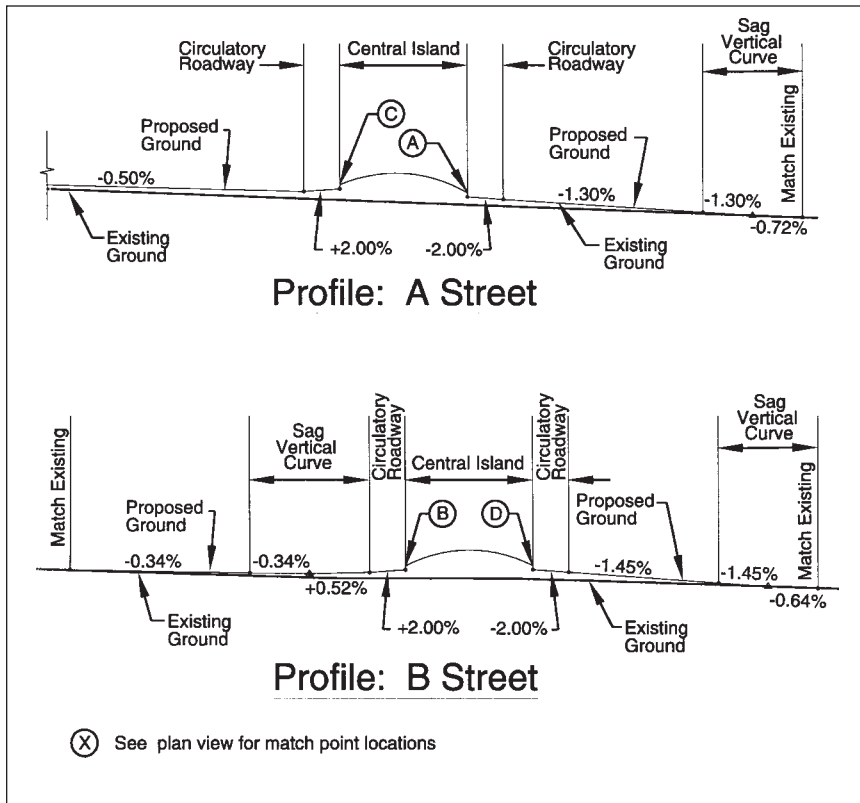 Circulatory
Roadway
Central Island
Circulatory
Roadway
Sag
Vertical
Curve
Match Existing
C
A
Proposed
Ground
Proposed
Ground
-0.50%
-1.30%
-1.30%
-0.72%
Existing
Ground
+2.00%
-2.00%
Existing
Ground
Profile: A Street
Match Existing
Sag
Vertical
Curve
Circulatory
Roadway
Central Island
Circulatory
Roadway
Sag
Vertical
Curve
Match Existing
Proposed
Ground
B
D
Proposed
Ground
-0.34%
-0.34%
+0.52%
-1.45%
-1.45%
-0.64%
Existing
Ground
+2.00%
-2.00%
Existing
Ground
Profile: B Street
X See plan view for match point locations